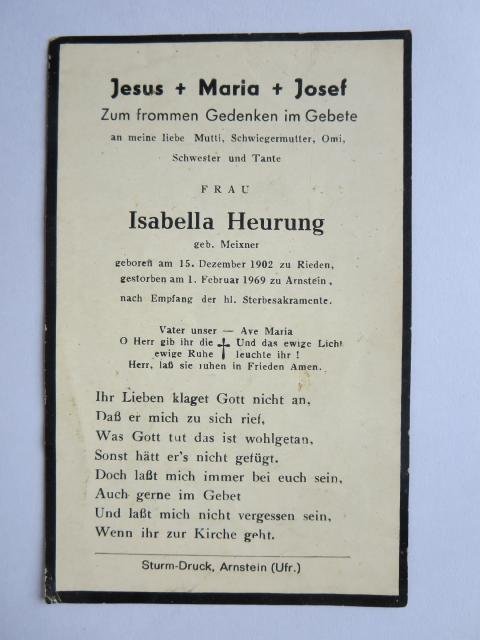 Jesus + Maria + Josef
Zum frommen Gedenken im Gebete
an meine liebe Mutti, Schwiegermutter, Omi,
Schwester und Tante
FRAU
Isabella Heurung
geb. Meixner
geboren am 15. Dezember 1902 zu Rieden,
gestorben am 1. Februar 1969 zu Arnstein,
nach Empfang der hl. Sterbesakramente.
Vater unser — Ave Maria
O Herr gib ihr die † Und das ewige Licht
ewige Ruhe leuchte ihr !
Herr, laß sie ruhen in Frieden Amen.
Ihr Lieben klaget Gott nicht an,
Daß er mich zu sich rief,
Was Gott tut das ist wohlgetan,
Sonst hätt er's nicht gefügt.
Doch laßt mich immer bei euch sein,
Auch gerne im Gebet
Und laßt mich nicht vergessen sein,
Wenn ihr zur Kirche geht.
Sturm-Druck, Arnstein (Ufr.)